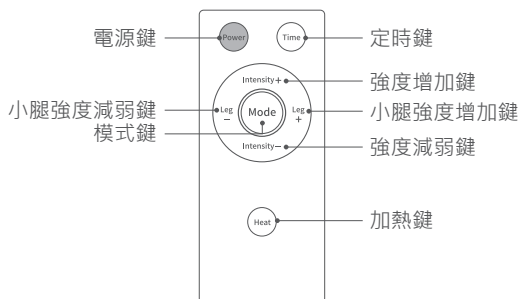 電源鍵
Power
Time
定時鍵
Intensity+
強度增加鍵
小腿強度減弱鍵
Leg
−
Mode
Leg
+
小腿強度增加鍵
模式鍵
Intensity−
強度減弱鍵
Heat
加熱鍵